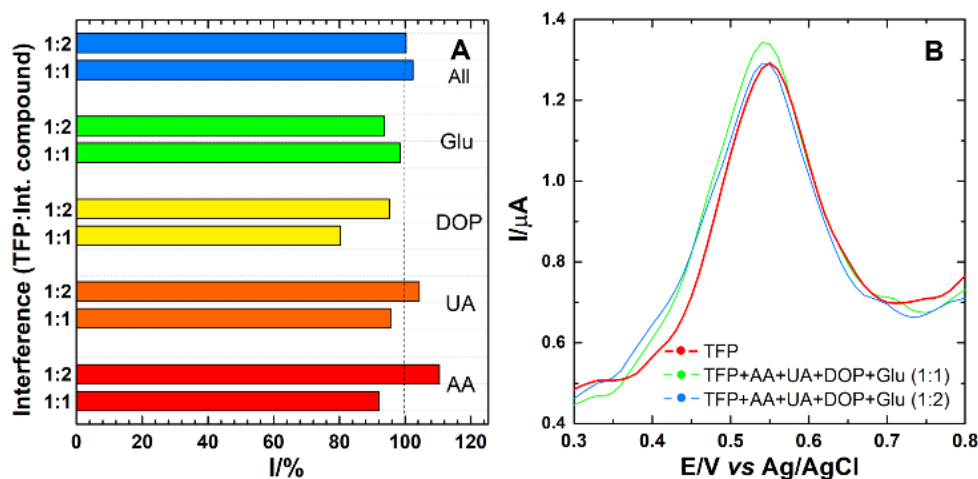 A
Interference (TFP:Int. compound)
1:2
1:1
All
1:2
1:1
Glu
1:2
1:1
DOP
1:2
1:1
UA
1:2
1:1
AA
0 20 40 60 80 100 120
I/%
B
I/μA
1.4
1.2
1.0
0.8
0.6
0.4
TFP
TFP+AA+UA+DOP+Glu (1:1)
TFP+AA+UA+DOP+Glu (1:2)
0.3 0.4 0.5 0.6 0.7 0.8
E/V vs Ag/AgCl